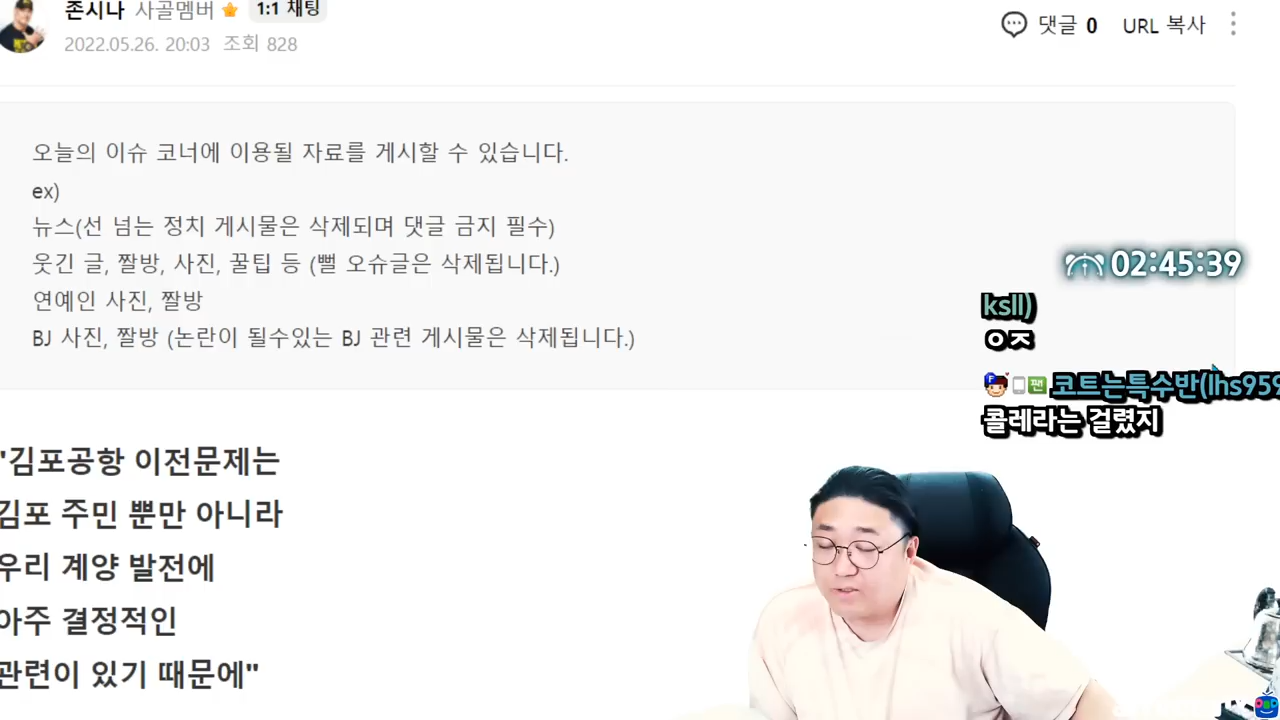 존시나 사골멤버 1:1 채팅
2022.05.26. 20:03 조회 828
댓글 0 URL 복사
오늘의 이슈 코너에 이용될 자료를 게시할 수 있습니다.
ex)
뉴스(선 넘는 정치 게시물은 삭제되며 댓글 금지 필수)
웃긴 글, 짤방, 사진, 꿀팁 등 (뻘 오슈글은 삭제됩니다.)
연예인 사진, 짤방
BJ 사진, 짤방 (논란이 될수있는 BJ 관련 게시물은 삭제됩니다.)
02:45:39
ksll)
ㅇㅈ
F 팬 코트는특수반(lhs959
콜레라는 걸렸지
"김포공항 이전문제는
김포 주민 뿐만 아니라
우리 계양 발전에
아주 결정적인
관련이 있기 때문에"